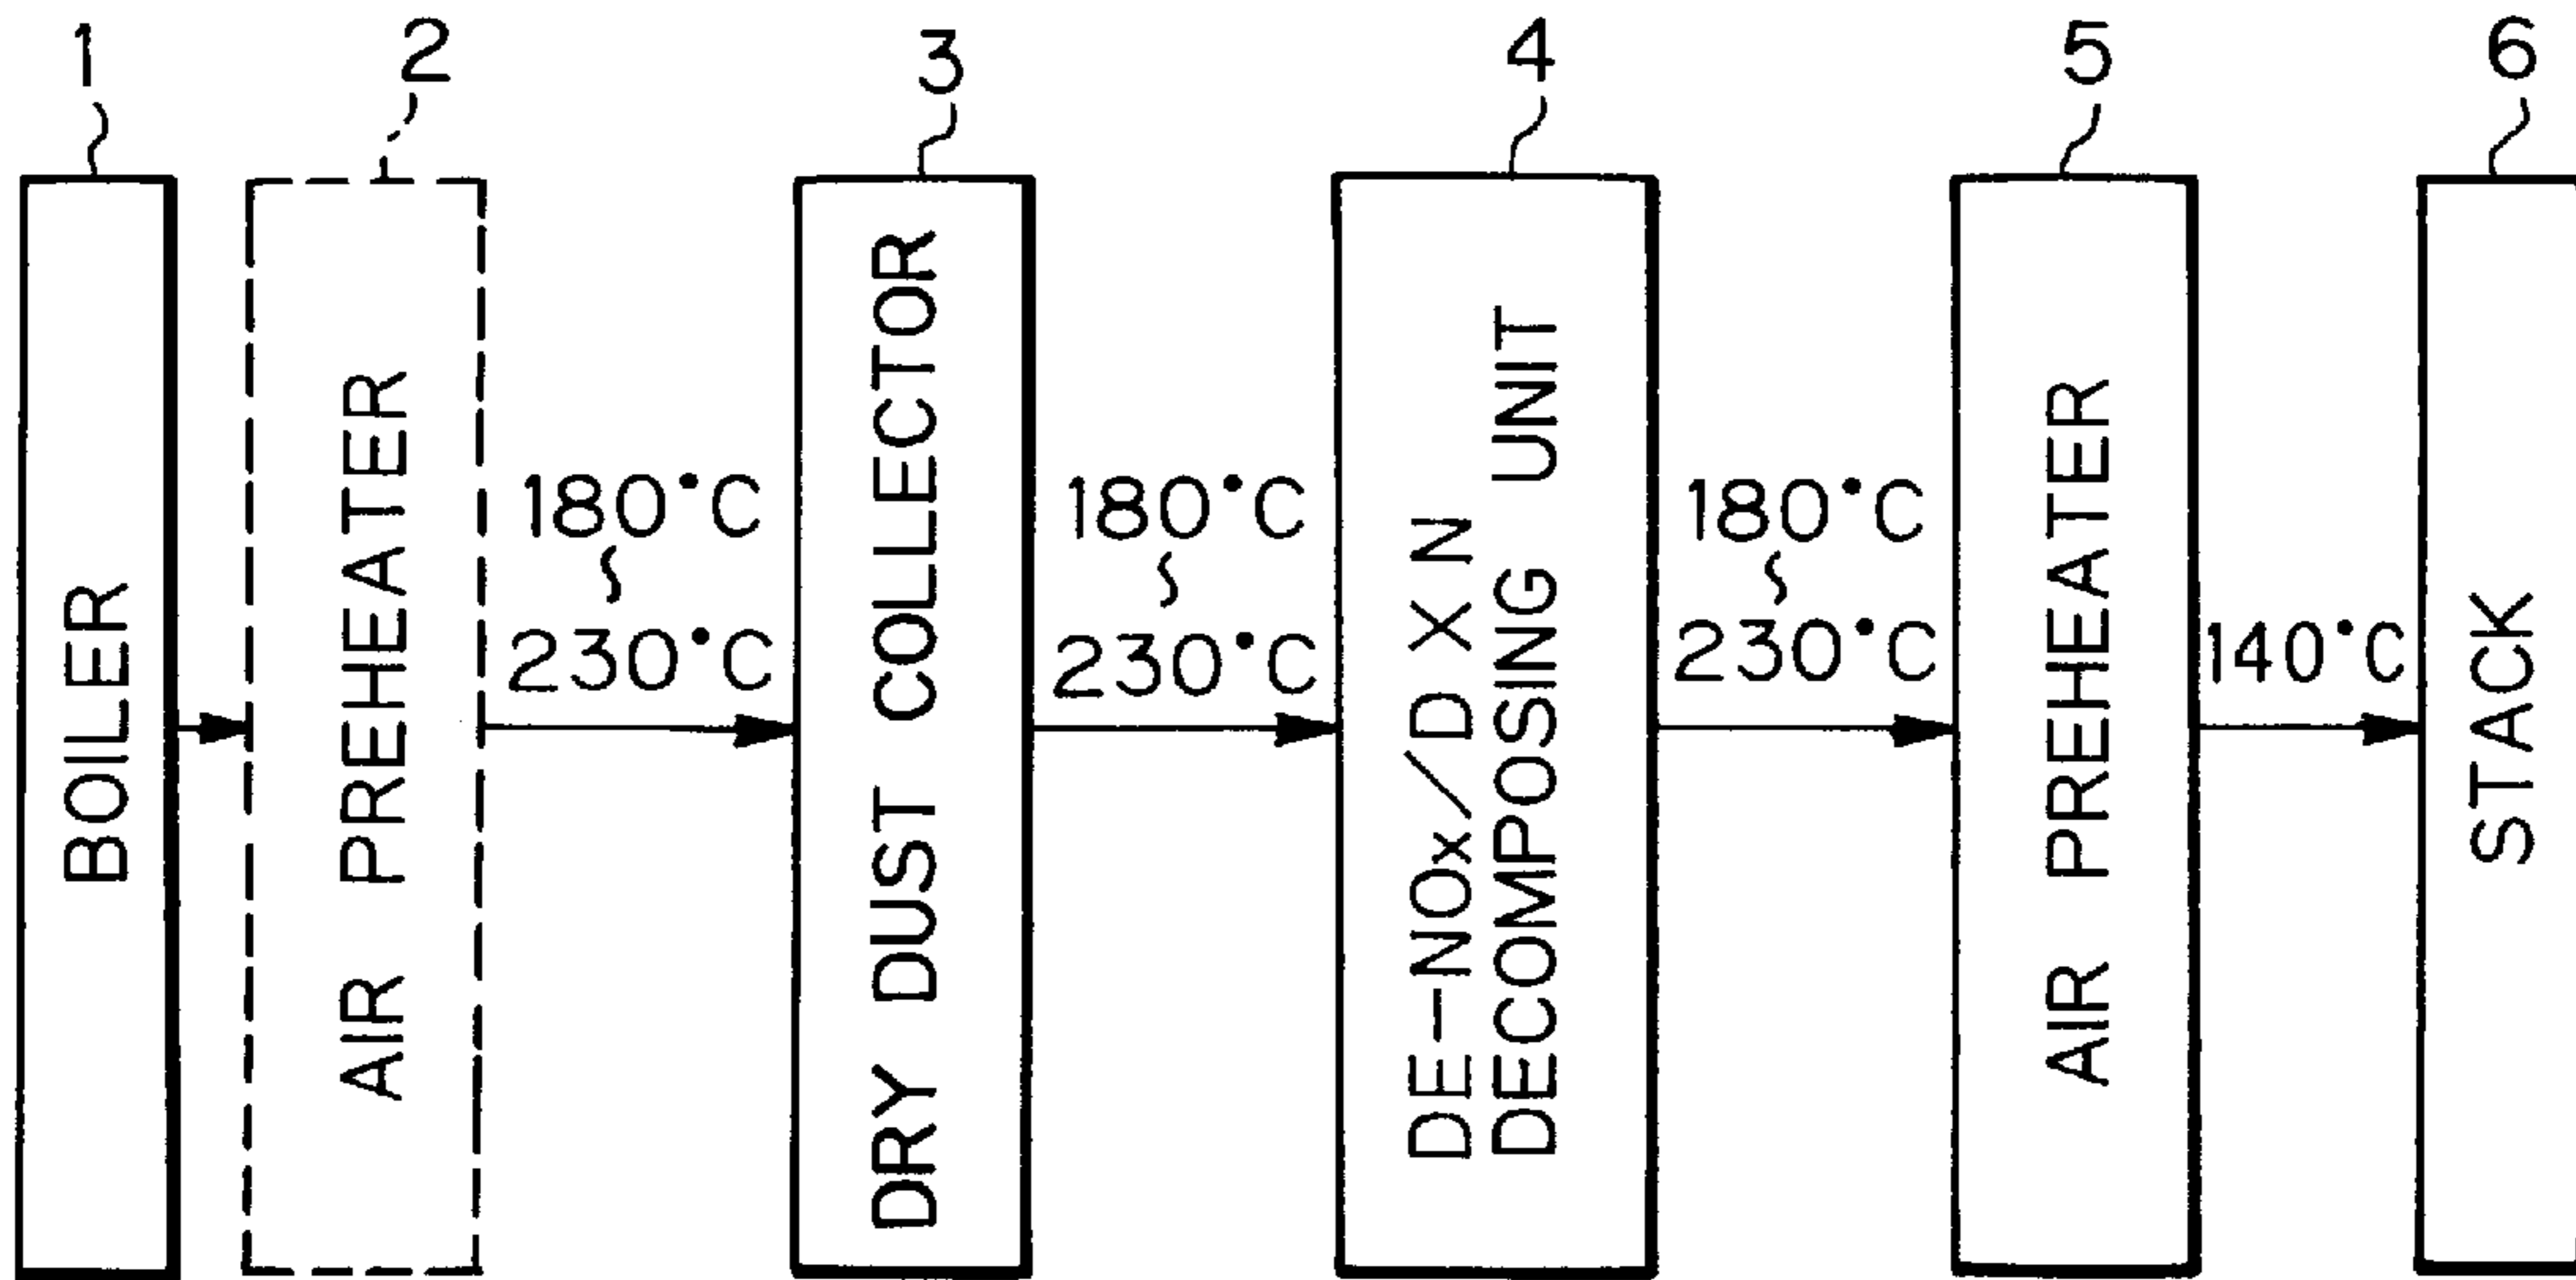 1
2
3
4
5
6
BOILER
AIR PREHEATER
180°C
~
230°C
DRY DUST COLLECTOR
180°C
~
230°C
DE-NOx/DXN
DECOMPOSING UNIT
180°C
~
230°C
AIR PREHEATER
140°C
STACK